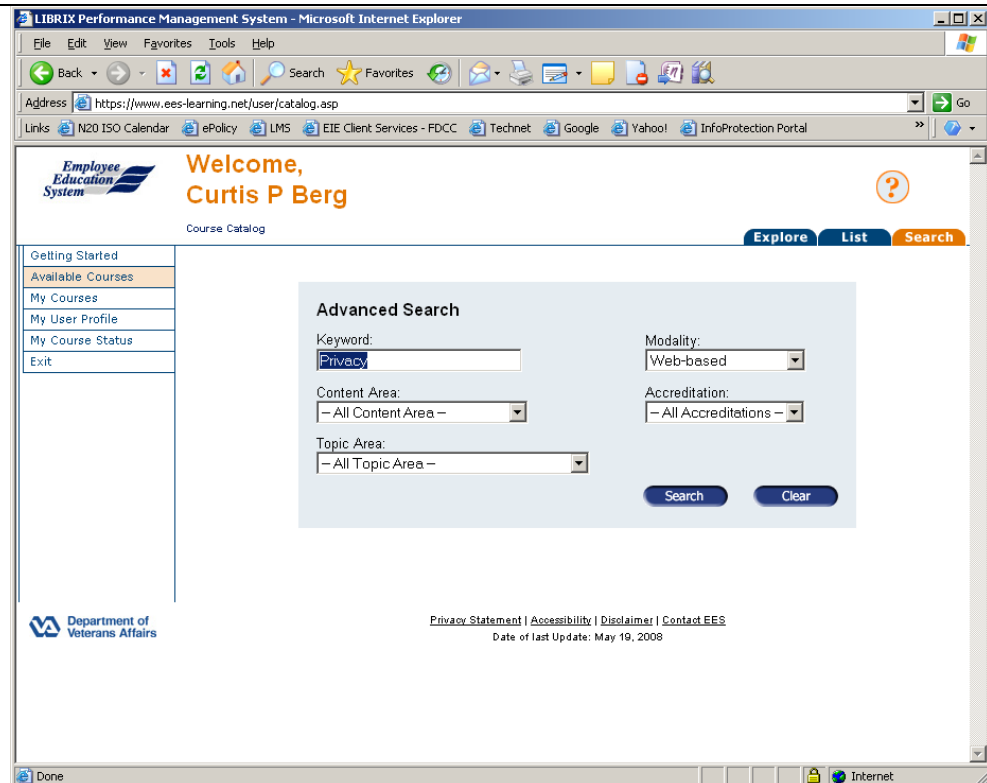 LIBRIX Performance Management System - Microsoft Internet Explorer
File Edit View Favorites Tools Help
Back Search Favorites
Address https://www.ees-learning.net/user/catalog.asp Go
Links N20 ISO Calendar ePolicy LMS EIE Client Services - FDCC Technet Google Yahoo! InfoProtection Portal »
Employee
Education
System
Welcome,
Curtis P Berg
?
Course Catalog
Explore List Search
Getting Started
Available Courses
My Courses
My User Profile
My Course Status
Exit
Advanced Search
Keyword: Modality:
Privacy Web-based
Content Area: Accreditation:
– All Content Area – – All Accreditations –
Topic Area:
– All Topic Area –
Search Clear
Department of
Veterans Affairs
Privacy Statement | Accessibility | Disclaimer | Contact EES
Date of last Update: May 19, 2008
Done Internet